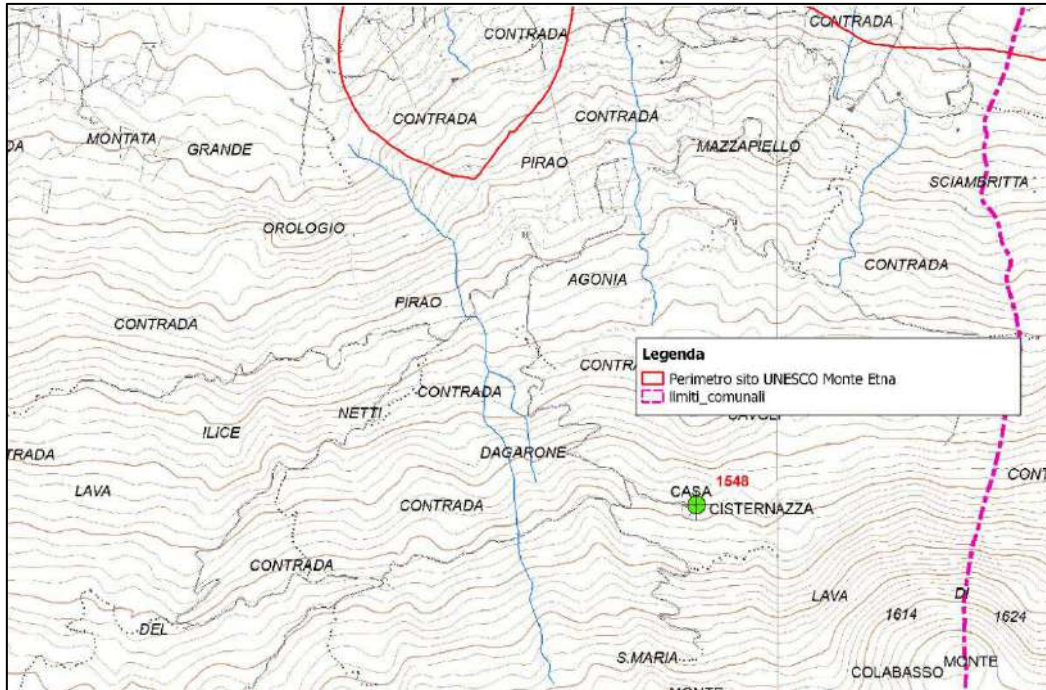 CONTRADA
CONTRADA
CONTRADA
CONTRADA
MONTATA
GRANDE
MAZZAPIELLO
PIRAO
SCIAMBRITTA
OROLOGIO
CONTRADA
AGONIA
PIRAO
CONTRADA
Legenda
Perimetro sito UNESCO Monte Etna
limiti_comunali
CONTRADA
NETTI
ILICE
DAGARONE
TRADA
LAVA
1548
CASA
CISTERNAZZA
CONTRADA
CONTRADA
LAVA
DI
1614
1624
DEL
S.MARIA
MONTE
COLABASSO